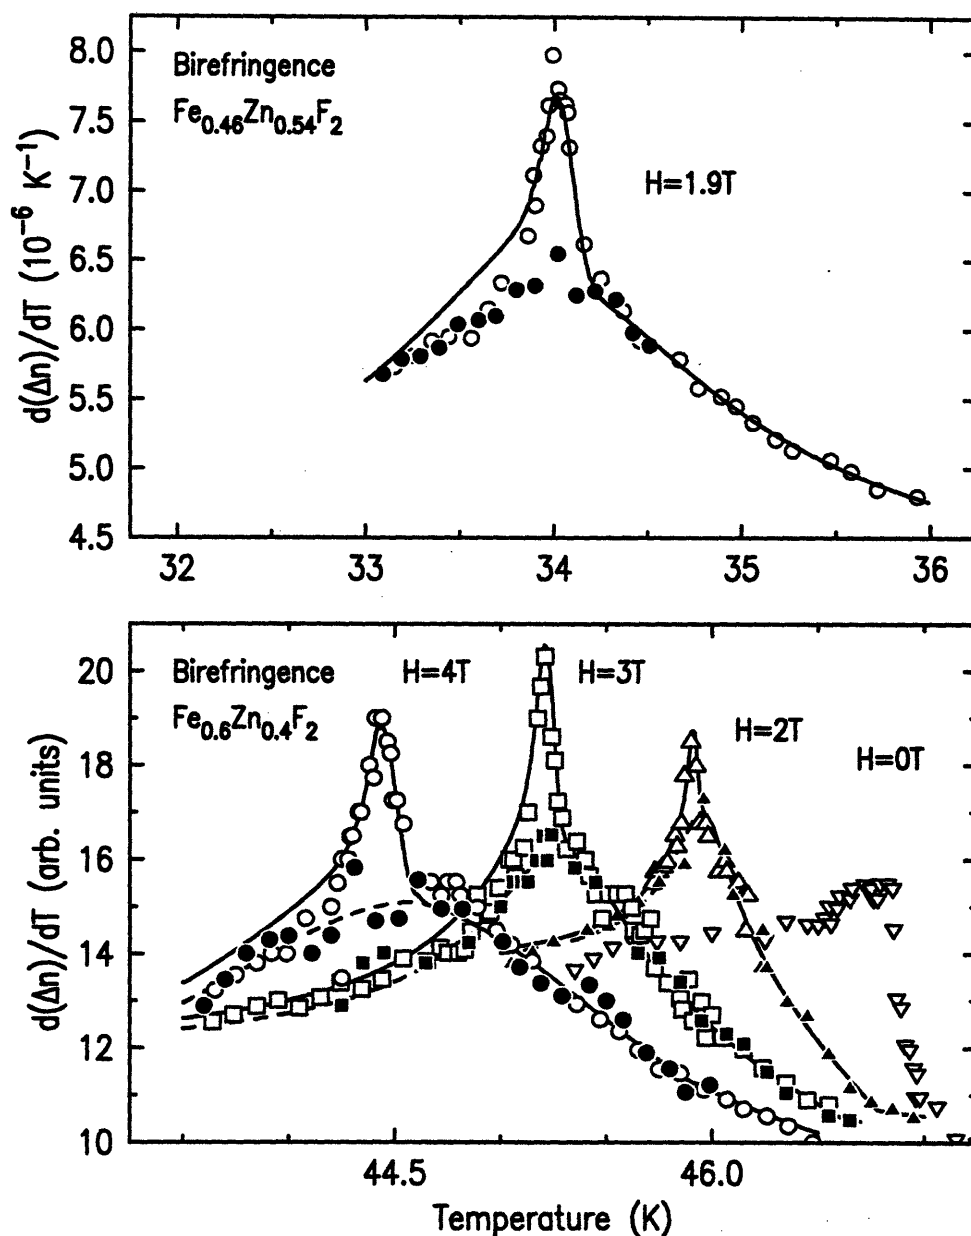 8.0
7.5
7.0
6.5
6.0
5.5
5.0
4.5
d(Δn)/dT (10⁻⁶ K⁻¹)
Birefringence
Fe₀.₄₆Zn₀.₅₄F₂
H=1.9T
32 33 34 35 36
20
18
16
14
12
10
d(Δn)/dT (arb. units)
Birefringence
Fe₀.₆Zn₀.₄F₂
H=4T
H=3T
H=2T
H=0T
44.5 46.0
Temperature (K)